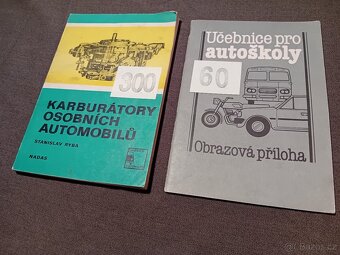 300
KARBURÁTORY
OSOBNÍCH
AUTOMOBILŮ
STANISLAV RYBA
NADAS
Učebnice pro
autoškoly
60
Obrazová příloha